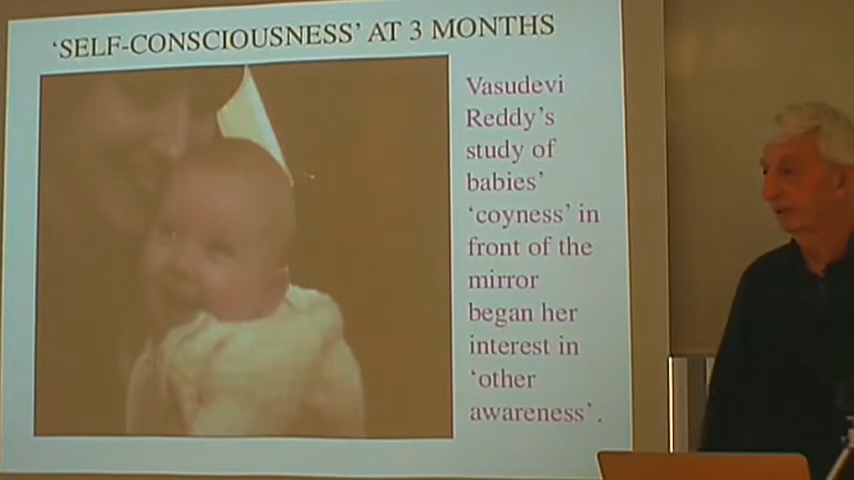 ‘SELF-CONSCIOUSNESS’ AT 3 MONTHS
Vasudevi
Reddy’s
study of
babies’
‘coyness’ in
front of the
mirror
began her
interest in
‘other
awareness’.